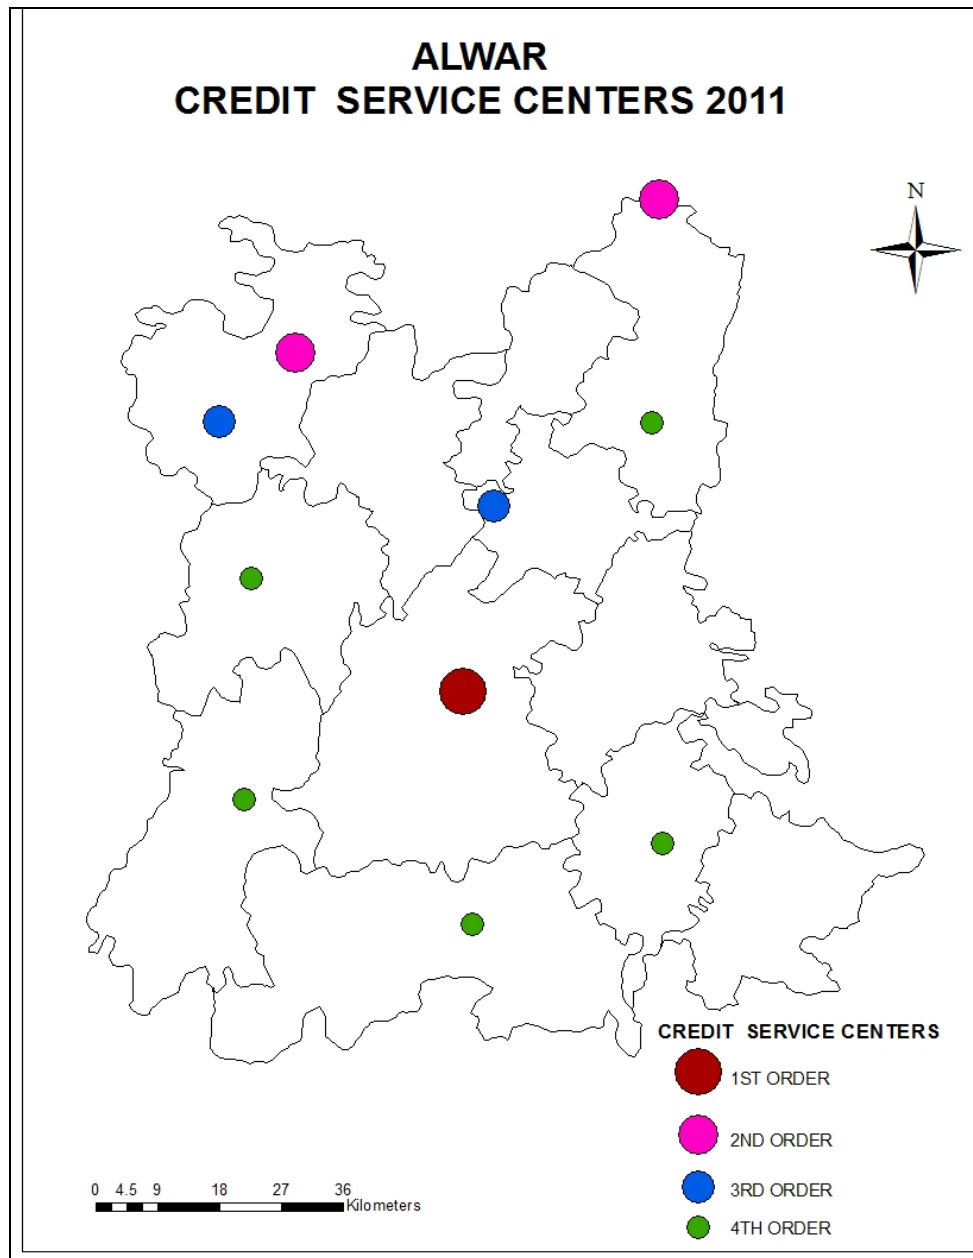 ALWAR
CREDIT SERVICE CENTERS 2011
N
CREDIT SERVICE CENTERS
1ST ORDER
2ND ORDER
3RD ORDER
4TH ORDER
0 4.5 9 18 27 36
Kilometers